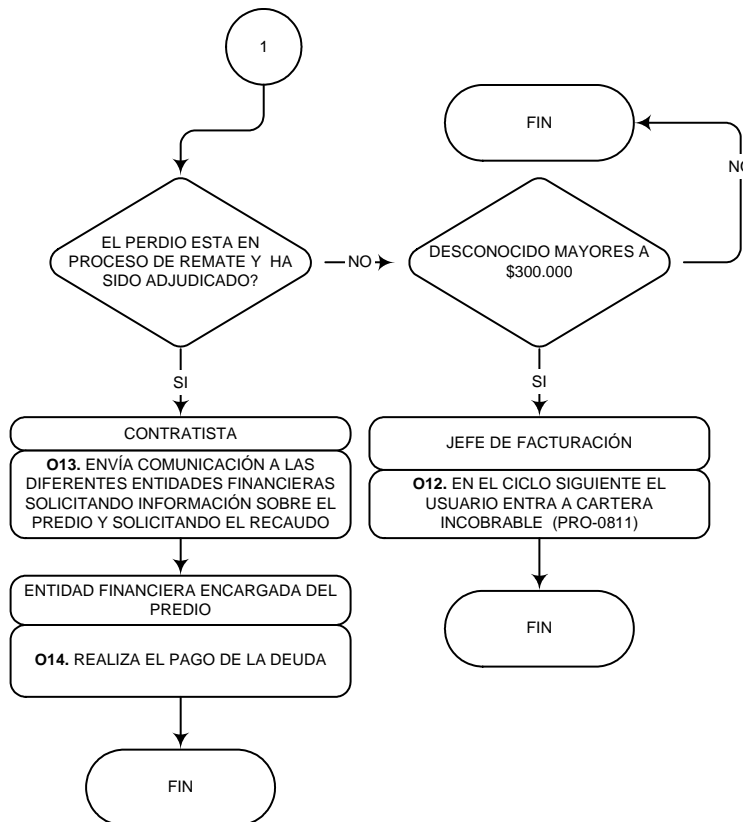 1
FIN
NO
EL PERDIO ESTA EN
PROCESO DE REMATE Y HA
SIDO ADJUDICADO?
NO
DESCONOCIDO MAYORES A
$300.000
SI
SI
CONTRATISTA
O13. ENVÍA COMUNICACIÓN A LAS
DIFERENTES ENTIDADES FINANCIERAS
SOLICITANDO INFORMACIÓN SOBRE EL
PREDIO Y SOLICITANDO EL RECAUDO
JEFE DE FACTURACIÓN
O12. EN EL CICLO SIGUIENTE EL
USUARIO ENTRA A CARTERA
INCOBRABLE (PRO-0811)
ENTIDAD FINANCIERA ENCARGADA DEL
PREDIO
O14. REALIZA EL PAGO DE LA DEUDA
FIN
FIN